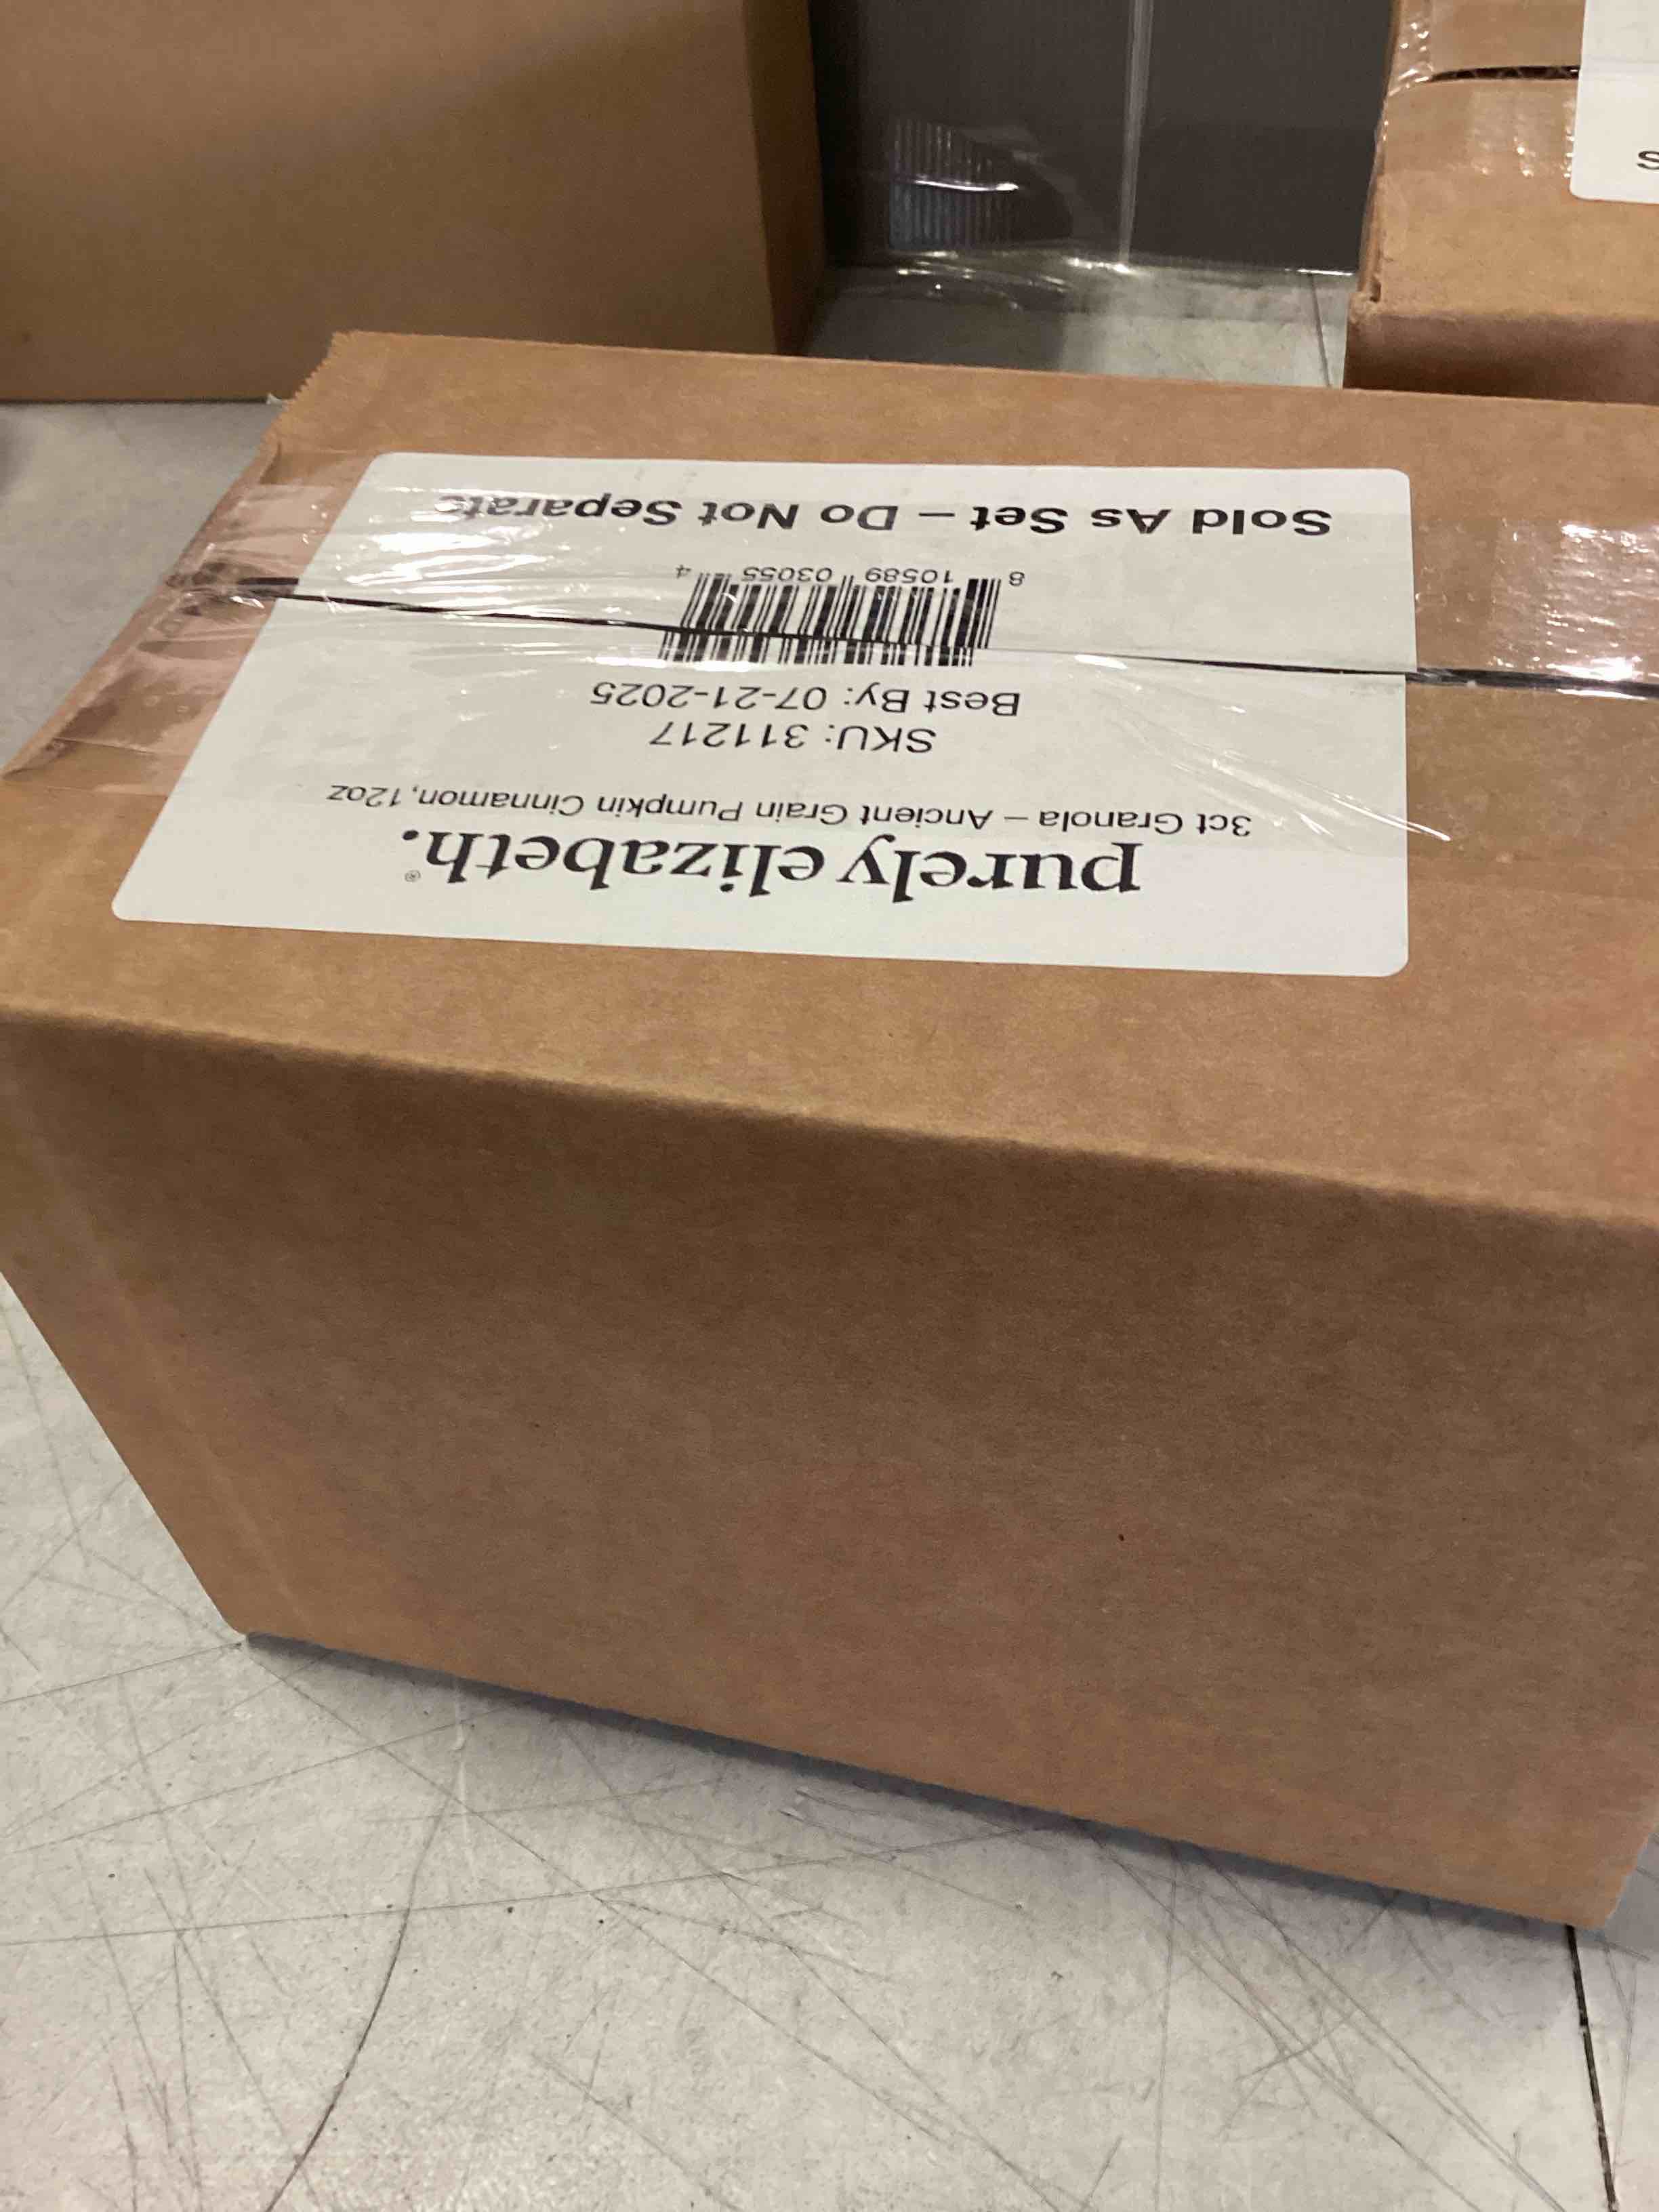 purely elizabeth.®
3ct Granola – Ancient Grain Pumpkin Cinnamon, 12oz
SKU: 311217
Best By: 07-21-2025
8 10589 03055 4
Sold As Set – Do Not Separate
s